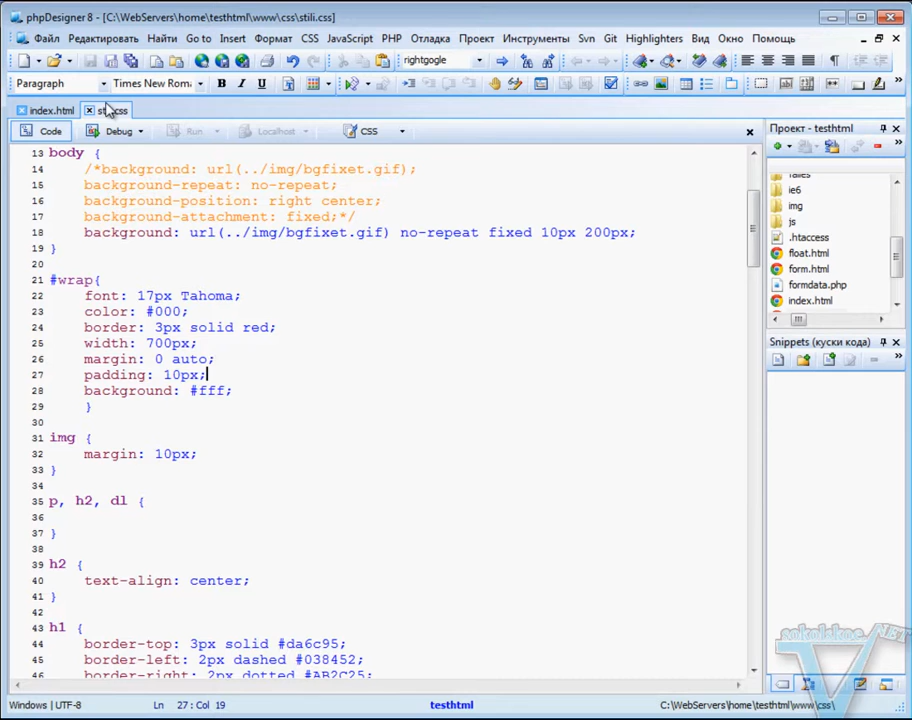 phpDesigner 8 - [C:\WebServers\home\testhtml\www\css\stili.css]
Файл Редактировать Найти Go to Insert Формат CSS JavaScript PHP Отладка Проект Инструменты Svn Git Highlighters Вид Окно Помощь
rightgoogle
Paragraph Times New Roma B I U
index.html sti.css
Code Debug Run Localhost CSS
13 body {
14 /*background: url(../img/bgfixet.gif);
15 background-repeat: no-repeat;
16 background-position: right center;
17 background-attachment: fixed;*/
18 background: url(../img/bgfixet.gif) no-repeat fixed 10px 200px;
19 }
20
21 #wrap{
22 font: 17px Tahoma;
23 color: #000;
24 border: 3px solid red;
25 width: 700px;
26 margin: 0 auto;
27 padding: 10px;
28 background: #fff;
29 }
30
31 img {
32 margin: 10px;
33 }
34
35 p, h2, dl {
36
37 }
38
39 h2 {
40 text-align: center;
41 }
42
43 h1 {
44 border-top: 3px solid #da6c95;
45 border-left: 2px dashed #038452;
46 border-right: 2px dotted #AB2C25;
Проект - testhtml
ie6
img
js
.htaccess
float.html
form.html
formdata.php
index.html
Snippets (куски кода)
sokolskoe.NET
Windows | UTF-8 Ln 27 : Col 19 testhtml C:\WebServers\home\testhtml\www\css\